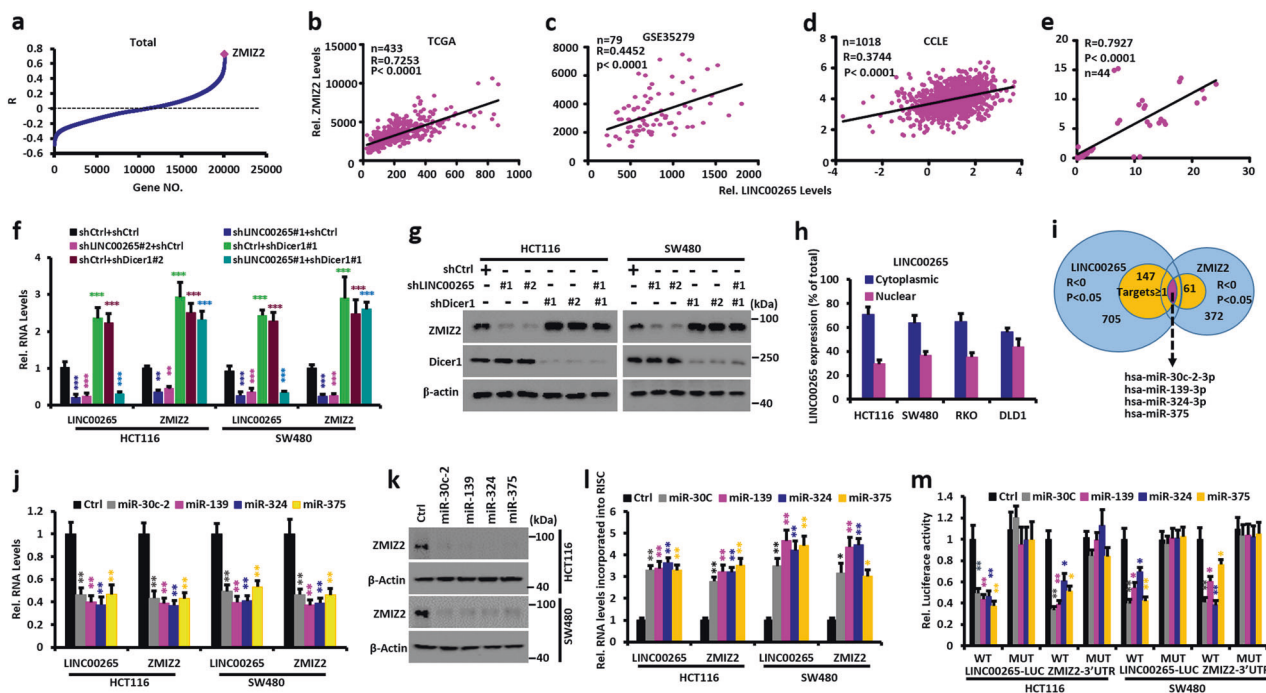 a
Total
ZMIZ2
R
0.8
0.6
0.4
0.2
0
-0.2
-0.4
-0.6
0 5000 10000 15000 20000 25000
Gene NO.
b
TCGA
n=433
R=0.7253
P< 0.0001
Rel. ZMIZ2 Levels
15000
13000
11000
9000
7000
5000
3000
1000
0 200 400 600 800 1000
c
GSE35279
n=79
R=0.4452
p< 0.0001
8000
6000
4000
2000
0
0 500 1000 1500 2000
Rel. LINC00265 Levels
d
CCLE
n=1018
R=0.3744
P< 0.0001
8
6
4
2
0
-4 -2 0 2 4
e
R=0.7927
P< 0.0001
n=44
20
15
10
5
0
0 10 20 30
f
shCtrl+shCtrl
shLINC00265#1+shCtrl
shLINC00265#2+shCtrl
shCtrl+shDicer1#1
shCtrl+shDicer1#2
shLINC00265#1+shDicer1#1
Rel. RNA Levels
4
3
2
1
0
LINC00265 ZMIZ2 LINC00265 ZMIZ2
HCT116 SW480
g
HCT116 SW480
shCtrl + - - - - - + - - - - -
shLINC00265 - #1 #2 - - #1 - #1 #2 - - #1
shDicer1 - - - #1 #2 #1 - - - #1 #2 #1 (kDa)
ZMIZ2 -100
Dicer1 -250
β-actin -40
h
LINC00265
Cytoplasmic
Nuclear
LINC00265 expression (% of total)
100
80
60
40
20
0
HCT116 SW480 RKO DLD1
i
LINC00265
R<0
P<0.05
705
147
Targets≥1
61
ZMIZ2
R<0
P<0.05
372
hsa-miR-30c-2-3p
hsa-miR-139-3p
hsa-miR-324-3p
hsa-miR-375
j
Ctrl miR-30c-2 miR-139 miR-324 miR-375
Rel. RNA Levels
1.2
1
0.8
0.6
0.4
0.2
0
LINC00265 ZMIZ2 LINC00265 ZMIZ2
HCT116 SW480
k
Ctrl miR-30c-2 miR-139 miR-324 miR-375
(kDa)
ZMIZ2 -100
β-Actin -40
HCT116
ZMIZ2 -100
β-Actin -40
SW480
l
Ctrl miR-30C miR-139 miR-324 miR-375
Rel. RNA levels incorporated into RISC
6
5
4
3
2
1
0
LINC00265 ZMIZ2 LINC00265 ZMIZ2
HCT116 SW480
m
Ctrl miR-30C miR-139 miR-324 miR-375
Rel. Luciferace activity
1.4
1.2
1
0.8
0.6
0.4
0.2
0
WT MUT WT MUT WT MUT WT MUT
LINC00265-LUC ZMIZ2-3'UTR LINC00265-LUC ZMIZ2-3'UTR
HCT116 SW480